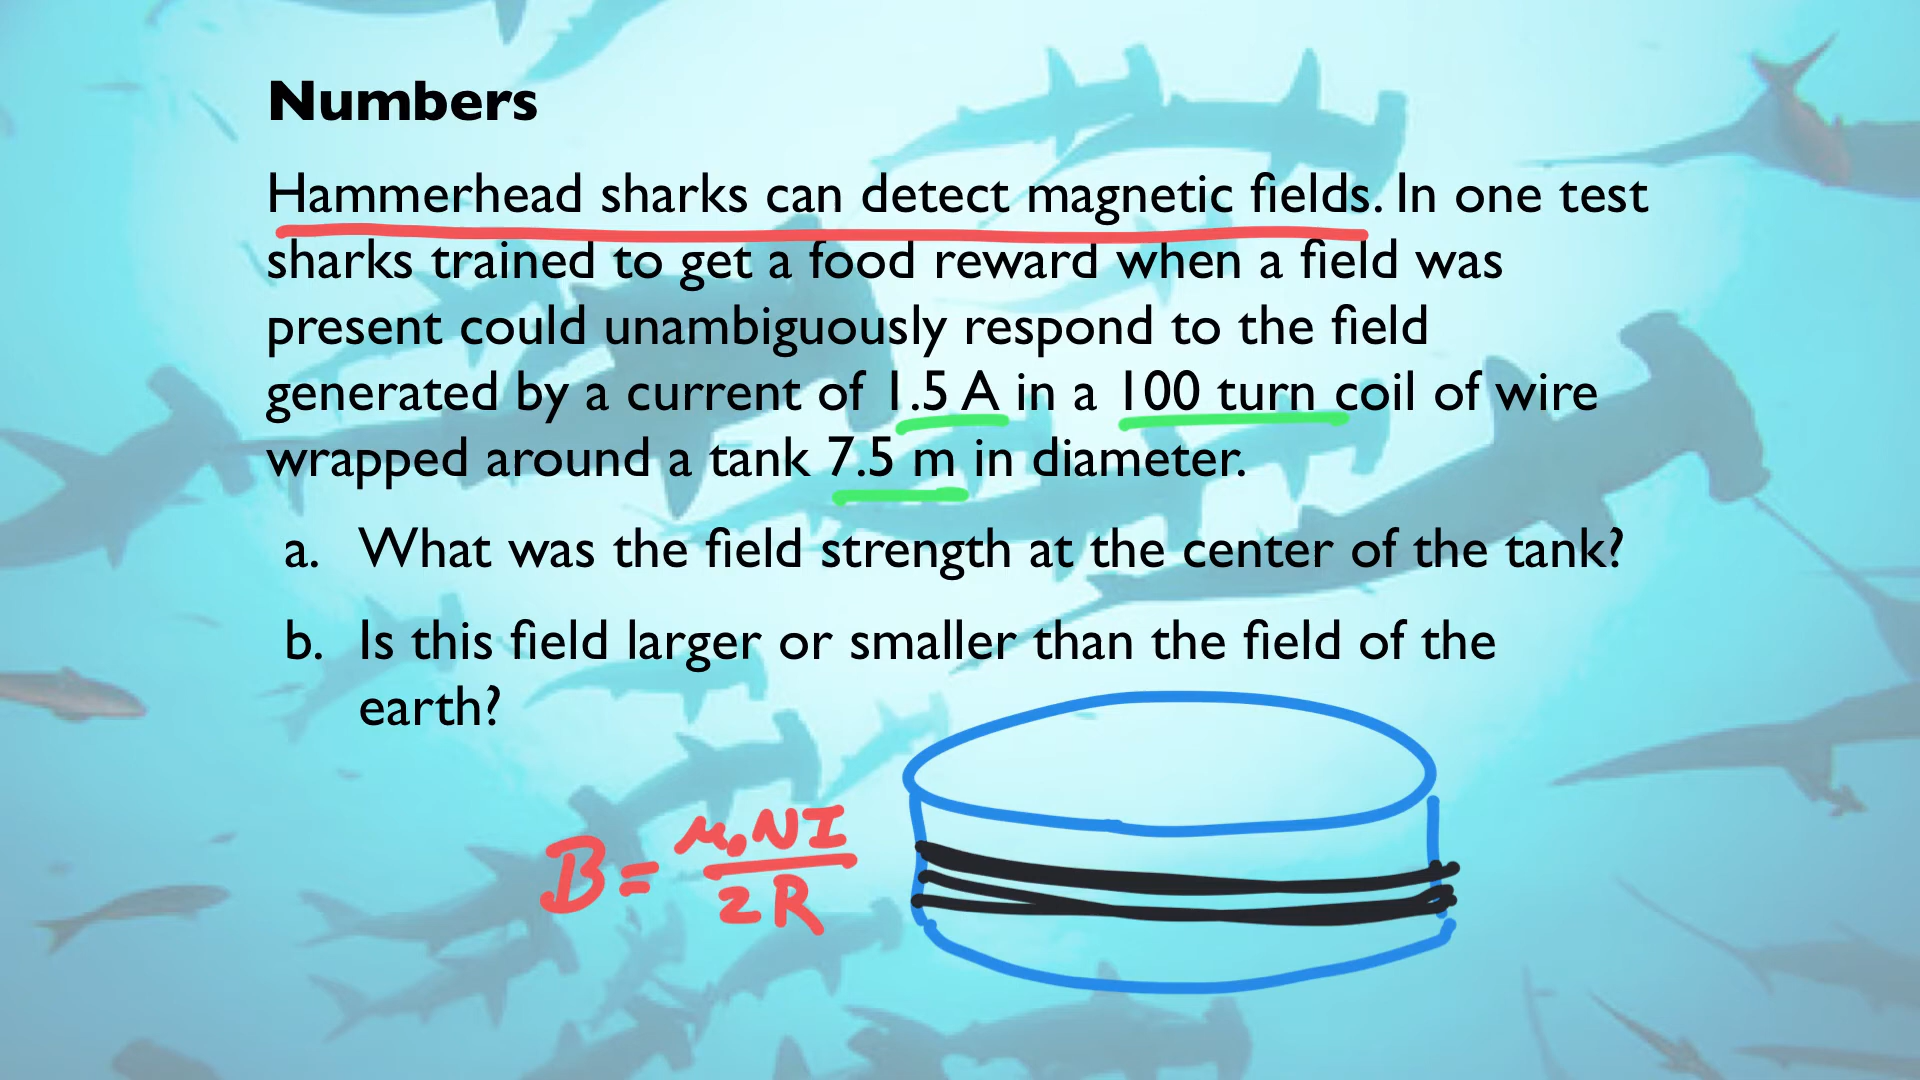 Numbers
Hammerhead sharks can detect magnetic fields. In one test
sharks trained to get a food reward when a field was
present could unambiguously respond to the field
generated by a current of 1.5 A in a 100 turn coil of wire
wrapped around a tank 7.5 m in diameter.
a. What was the field strength at the center of the tank?
b. Is this field larger or smaller than the field of the
earth?
B = μ₀NI
2R